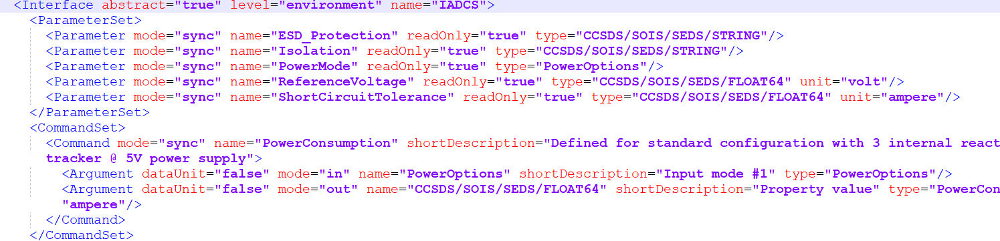 <Interface abstract="true" level="environment" name="IADCS">
<ParameterSet>
<Parameter mode="sync" name="ESD_Protection" readOnly="true" type="CCSDS/SOIS/SEDS/STRING"/>
<Parameter mode="sync" name="Isolation" readOnly="true" type="CCSDS/SOIS/SEDS/STRING"/>
<Parameter mode="sync" name="PowerMode" readOnly="true" type="PowerOptions"/>
<Parameter mode="sync" name="ReferenceVoltage" readOnly="true" type="CCSDS/SOIS/SEDS/FLOAT64" unit="volt"/>
<Parameter mode="sync" name="ShortCircuitTolerance" readOnly="true" type="CCSDS/SOIS/SEDS/FLOAT64" unit="ampere"/>
</ParameterSet>
<CommandSet>
<Command mode="sync" name="PowerConsumption" shortDescription="Defined for standard configuration with 3 internal react
tracker @ 5V power supply">
<Argument dataUnit="false" mode="in" name="PowerOptions" shortDescription="Input mode #1" type="PowerOptions"/>
<Argument dataUnit="false" mode="out" name="CCSDS/SOIS/SEDS/FLOAT64" shortDescription="Property value" type="PowerCon
"ampere"/>
</Command>
</CommandSet>